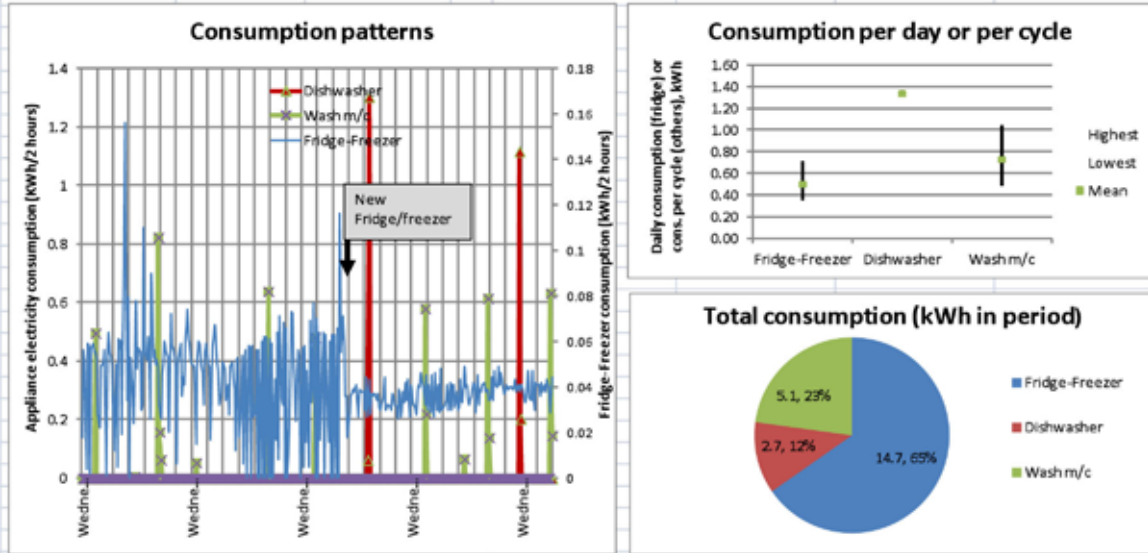 Consumption patterns
1.4
1.2
1
0.8
0.6
0.4
0.2
0
Appliance electricity consumption (KWh/2 hours)
Dishwasher
Wash m/c
Fridge-Freezer
New
Fridge/freezer
0.18
0.16
0.14
0.12
0.1
0.08
0.06
0.04
0.02
0
Fridge-Freezer consumption (kWh/2 hours)
Wedne.
Wedne.
Wedne.
Wedne.
Wedne.
Consumption per day or per cycle
Daily consumption (fridge) or
cons. per cycle (others), kWh
1.60
1.40
1.20
1.00
0.80
0.60
0.40
0.20
0.00
Fridge-Freezer Dishwasher Wash m/c
Highest
Lowest
Mean
Total consumption (kWh in period)
5.1, 23%
2.7, 12%
14.7, 65%
Fridge-Freezer
Dishwasher
Wash m/c